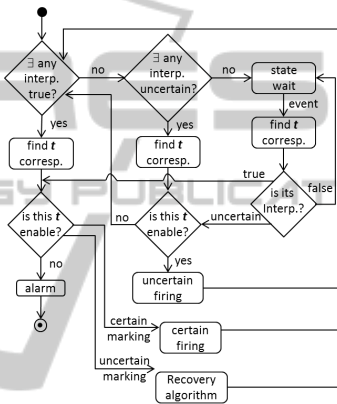 ∃ any
interp.
true?
no
∃ any
interp.
uncertain?
no
state
wait
event
yes
yes
find t
corresp.
find t
corresp.
find t
corresp.
true
is its
Interp.?
false
is this t
enable?
no
is this t
enable?
uncertain
no
yes
alarm
uncertain
firing
certain
marking
certain
firing
uncertain
marking
Recovery
algorithm